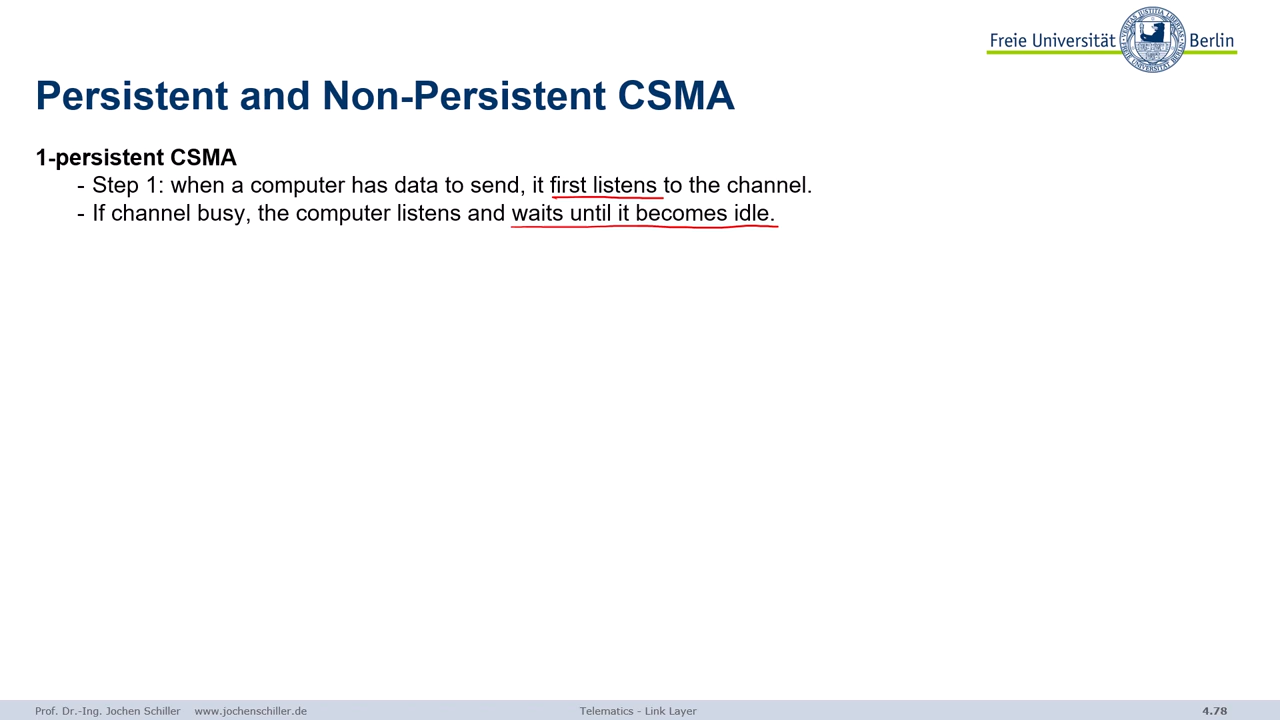 Freie Universität Berlin
Persistent and Non-Persistent CSMA
1-persistent CSMA
- Step 1: when a computer has data to send, it first listens to the channel.
- If channel busy, the computer listens and waits until it becomes idle.
Prof. Dr.-Ing. Jochen Schiller www.jochenschiller.de Telematics - Link Layer 4.78